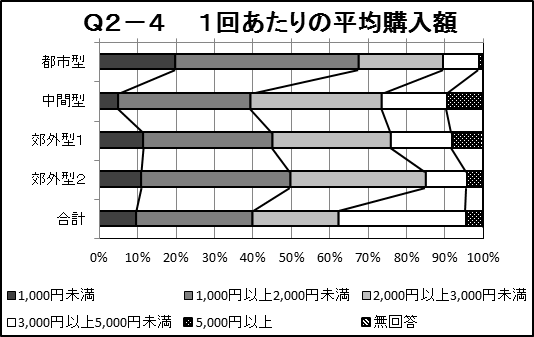 Q2-4　1回あたりの平均購入額
都市型
中間型
郊外型1
郊外型2
合計
0% 10% 20% 30% 40% 50% 60% 70% 80% 90% 100%
1,000円未満 1,000円以上2,000円未満 2,000円以上3,000円未満
3,000円以上5,000円未満 5,000円以上 無回答